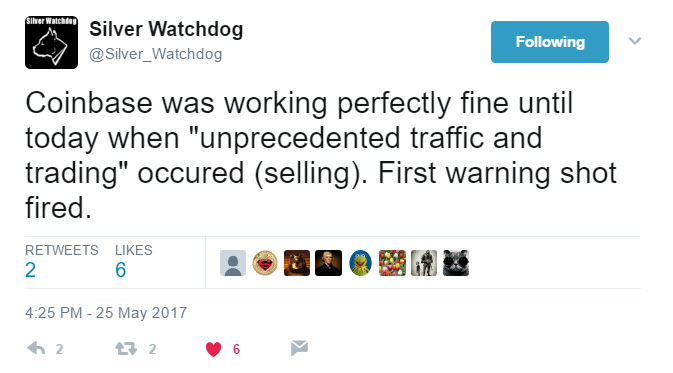 Silver Watchdog
Silver Watchdog
@Silver_Watchdog
Following
Coinbase was working perfectly fine until
today when "unprecedented traffic and
trading" occured (selling). First warning shot
fired.
RETWEETS LIKES
2 6
4:25 PM - 25 May 2017
2 2 6